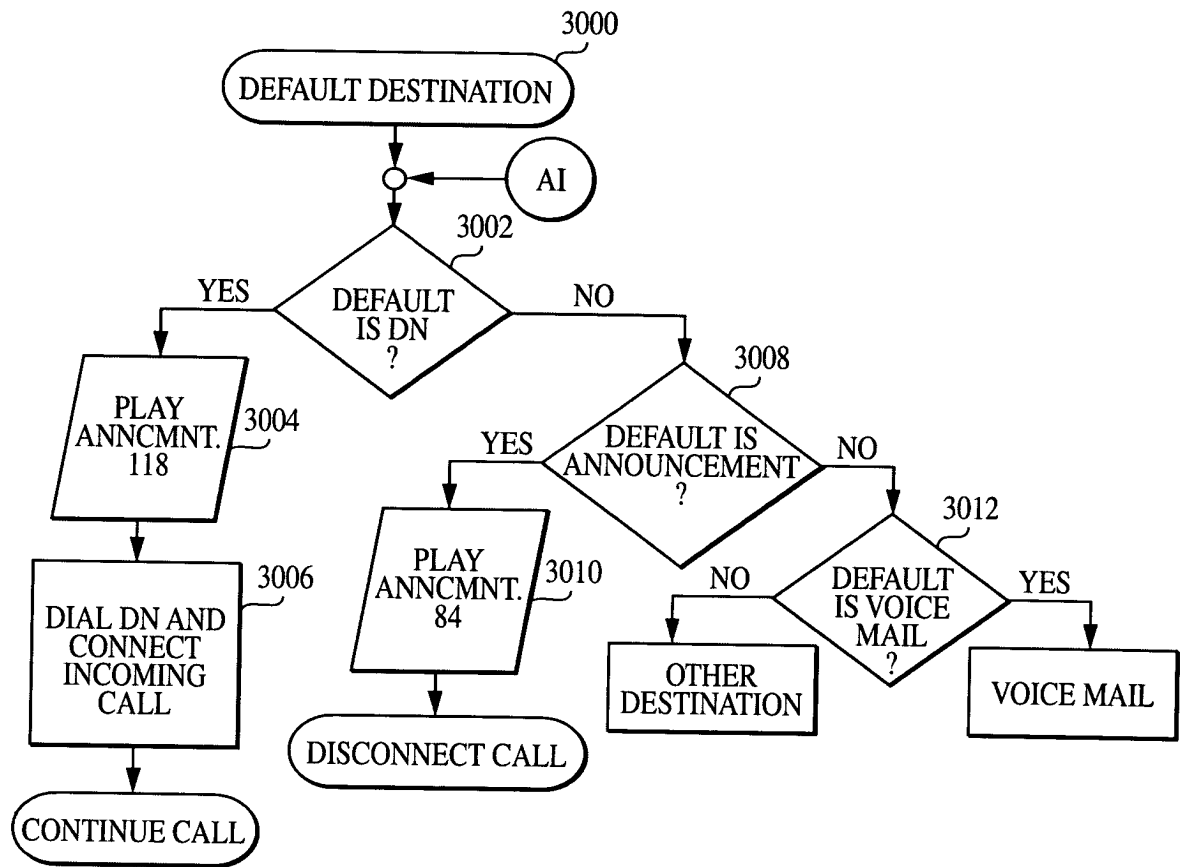 3000
DEFAULT DESTINATION
AI
3002
YES
DEFAULT
IS DN
?
NO
3008
PLAY
ANNCMNT.
118
3004
YES
DEFAULT IS
ANNOUNCEMENT
?
NO
3012
3006
DIAL DN AND
CONNECT
INCOMING
CALL
PLAY
ANNCMNT.
84
3010
NO
DEFAULT
IS VOICE
MAIL
?
YES
OTHER
DESTINATION
VOICE MAIL
DISCONNECT CALL
CONTINUE CALL